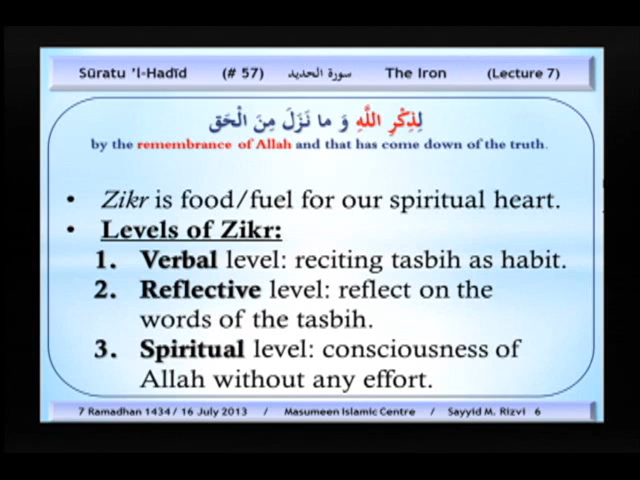 Sūratu 'l-Hadīd (# 57) سورة الحديد The Iron (Lecture 7)
لِذِكْرِ اللَّهِ وَ ما نَزَلَ مِنَ الْحَق
by the remembrance of Allah and that has come down of the truth.
• Zikr is food/fuel for our spiritual heart.
• Levels of Zikr:
1. Verbal level: reciting tasbih as habit.
2. Reflective level: reflect on the
words of the tasbih.
3. Spiritual level: consciousness of
Allah without any effort.
7 Ramadhan 1434/ 16 July 2013 / Masumeen Islamic Centre / Sayyid M. Rizvi 6